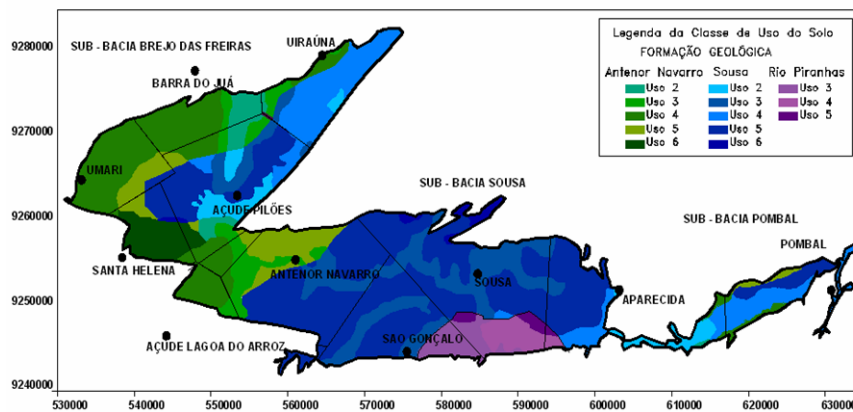 Legenda da Classe de Uso do Solo
FORMAÇÃO GEOLÓGICA
Antenor Navarro Sousa Rio Piranhas
Uso 2 Uso 2 Uso 3
Uso 3 Uso 3 Uso 4
Uso 4 Uso 4 Uso 5
Uso 5 Uso 5
Uso 6 Uso 6
9280000
9270000
9260000
9250000
9240000
SUB - BACIA BREJO DAS FREIRAS
UIRAÚNA
BARRA DO JUÁ
UMARI
AÇUDE PILÕES
SUB - BACIA SOUSA
SUB - BACIA POMBAL
POMBAL
SANTA HELENA
ANTENOR NAVARRO
SOUSA
APARECIDA
AÇUDE LAGOA DO ARROZ
SAO GONÇALO
530000 540000 550000 560000 570000 580000 590000 600000 610000 620000 630000